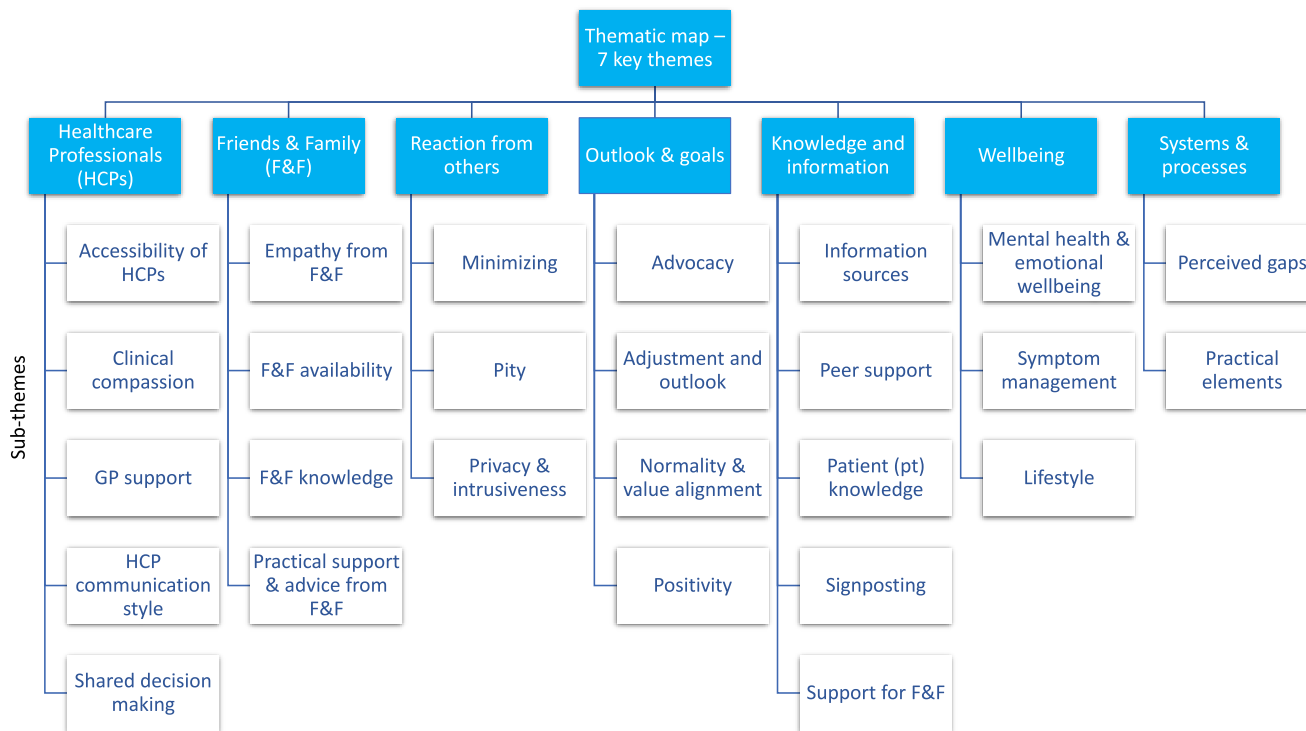 Thematic map –
7 key themes
Healthcare
Professionals
(HCPs)
Friends & Family
(F&F)
Reaction from
others
Outlook & goals
Knowledge and
information
Wellbeing
Systems &
processes
Sub-themes
Accessibility of
HCPs
Clinical
compassion
GP support
HCP
communication
style
Shared decision
making
Empathy from
F&F
F&F availability
F&F knowledge
Practical support
& advice from
F&F
Minimizing
Pity
Privacy &
intrusiveness
Advocacy
Adjustment and
outlook
Normality &
value alignment
Positivity
Information
sources
Peer support
Patient (pt)
knowledge
Signposting
Support for F&F
Mental health &
emotional
wellbeing
Symptom
management
Lifestyle
Perceived gaps
Practical
elements